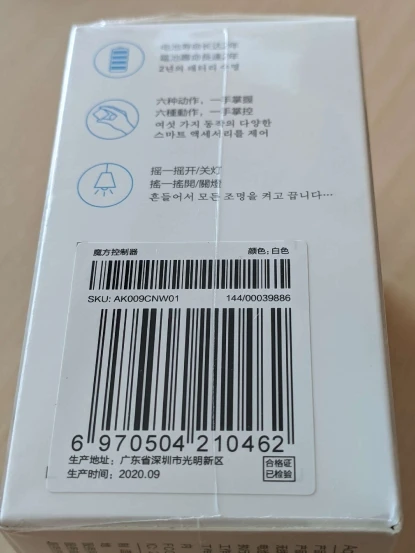 电池寿命长达2年
電池壽命長達2年
2년의 배터리 수명
六种动作，一手掌握
六種動作，一手掌控
여섯 가지 동작의 다양한
스마트 액세서리를 제어
摇一摇开/关灯
搖一搖開/關燈
흔들어서 모든 조명을 켜고 끕니다…
魔方控制器
颜色：白色
SKU: AK009CNW01
144/00039886
6 970504 210462
生产地址：广东省深圳市光明新区
生产时间：2020.09
合格证
已检验